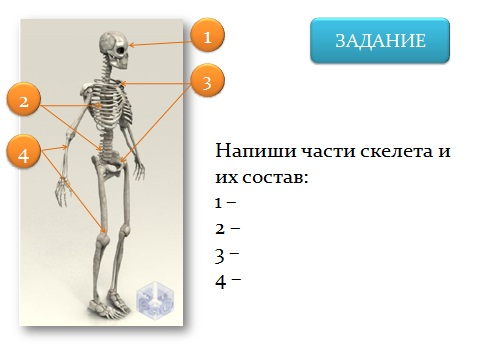 1
ЗАДАНИЕ
3
2
4
Напиши части скелета и
их состав:
1 –
2 –
3 –
4 –